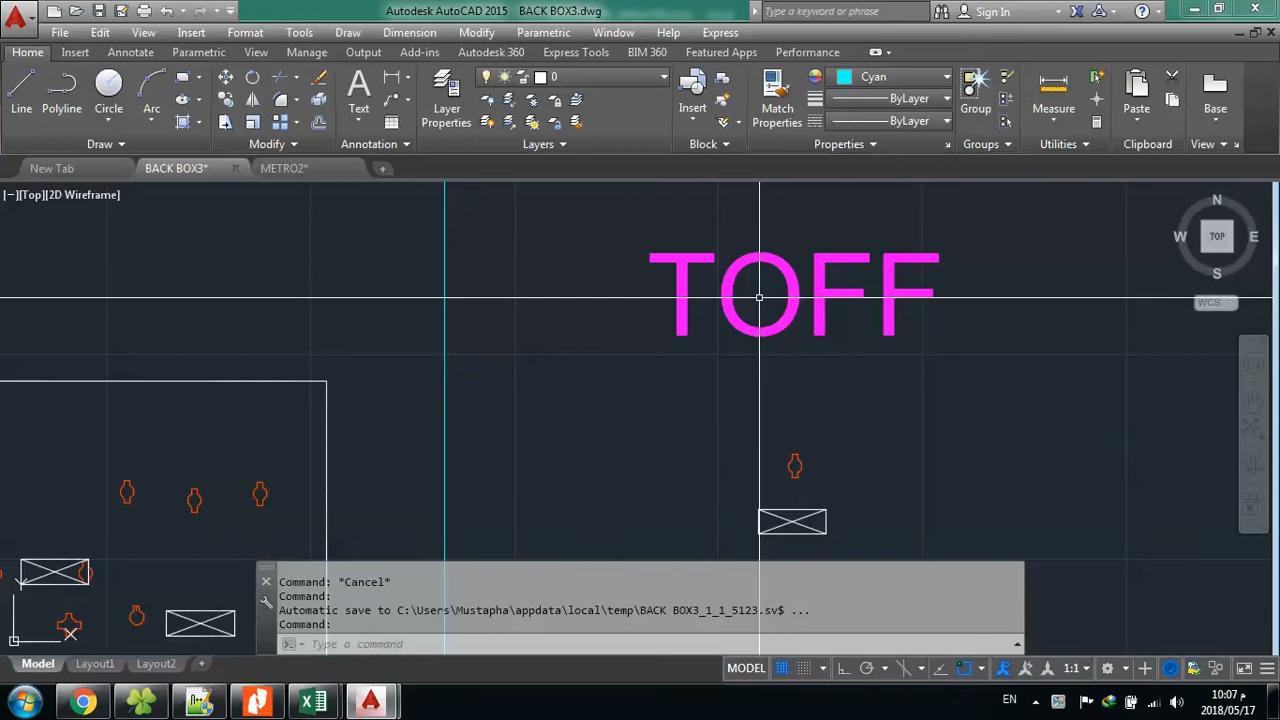 Autodesk AutoCAD 2015 BACK BOX3.dwg
Type a keyword or phrase
Sign In
File Edit View Insert Format Tools Draw Dimension Modify Parametric Window Help Express
Home Insert Annotate Parametric View Manage Output Add-ins Autodesk 360 Express Tools BIM 360 Featured Apps Performance
0
Cyan
ByLayer
ByLayer
Line Polyline Circle Arc Text Layer Properties Insert Match Properties Group Measure Paste Base
Draw Modify Annotation Layers Block Properties Groups Utilities Clipboard View
New Tab BACK BOX3* METRO2*
[−][Top][2D Wireframe]
N
W TOP E
S
WCS
TOFF
Command: *Cancel*
Command:
Automatic save to C:\Users\Mustapha\appdata\local\temp\BACK BOX3_1_1_5123.sv$ ...
Command:
Type a command
Model Layout1 Layout2
MODEL 1:1
EN
10:07 م
2018/05/17